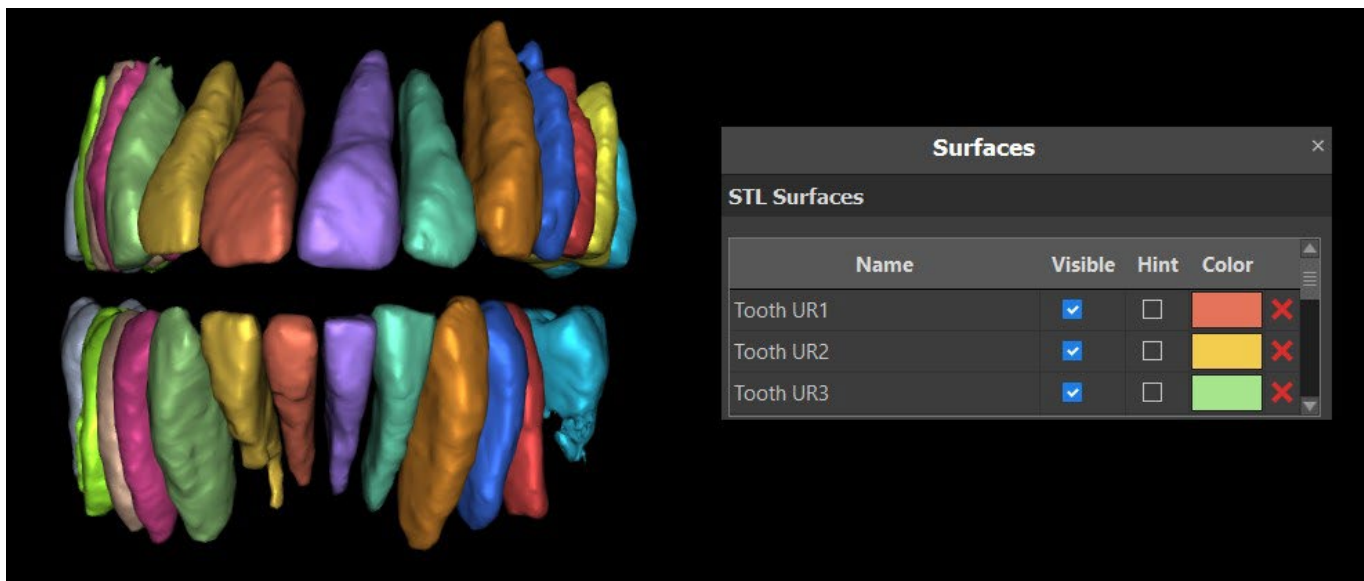 Surfaces ×
STL Surfaces
Name Visible Hint Color
Tooth UR1
Tooth UR2
Tooth UR3